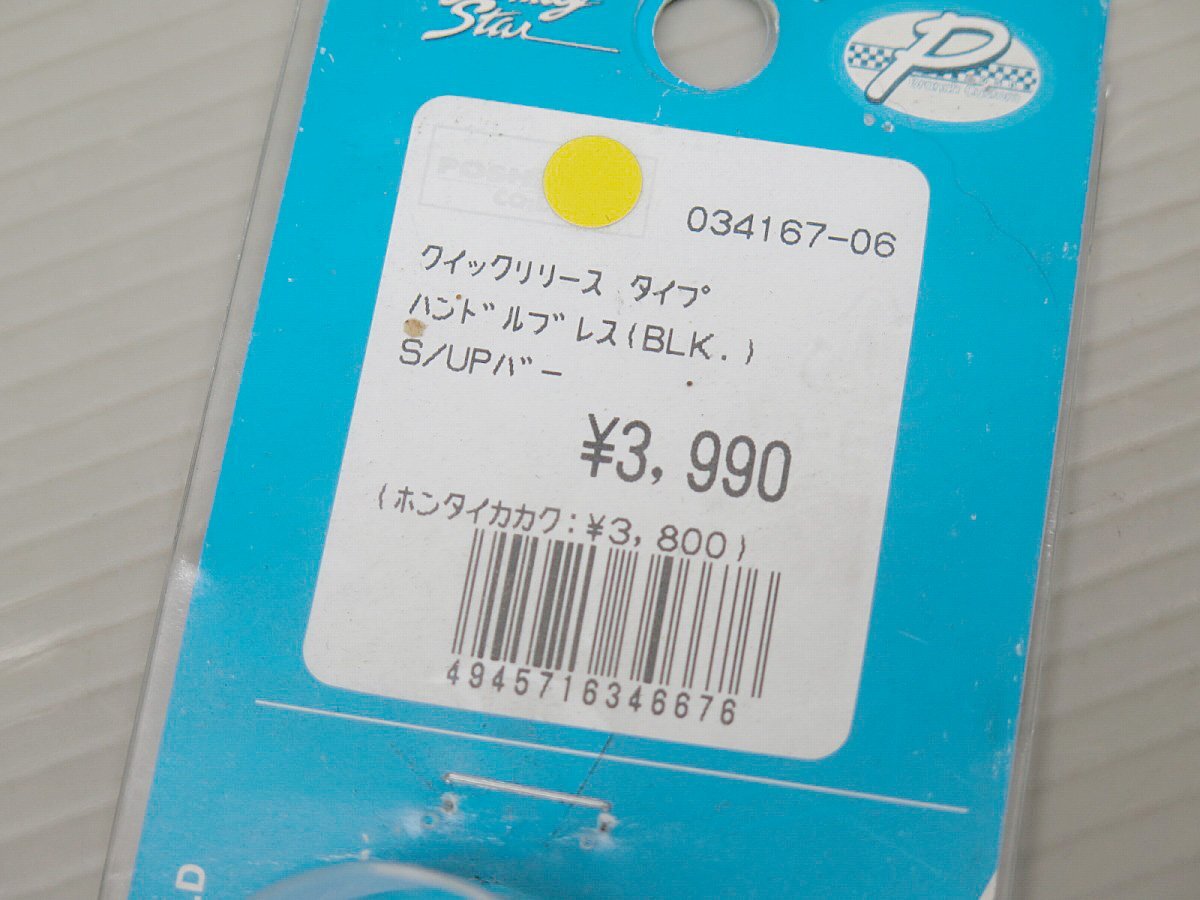 Star
P
034167-06
クイックリリース タイプ
ハンドルブレス(BLK.)
S/UPバー
¥3,990
(ホンタイカカク:¥3,800)
4945716346676